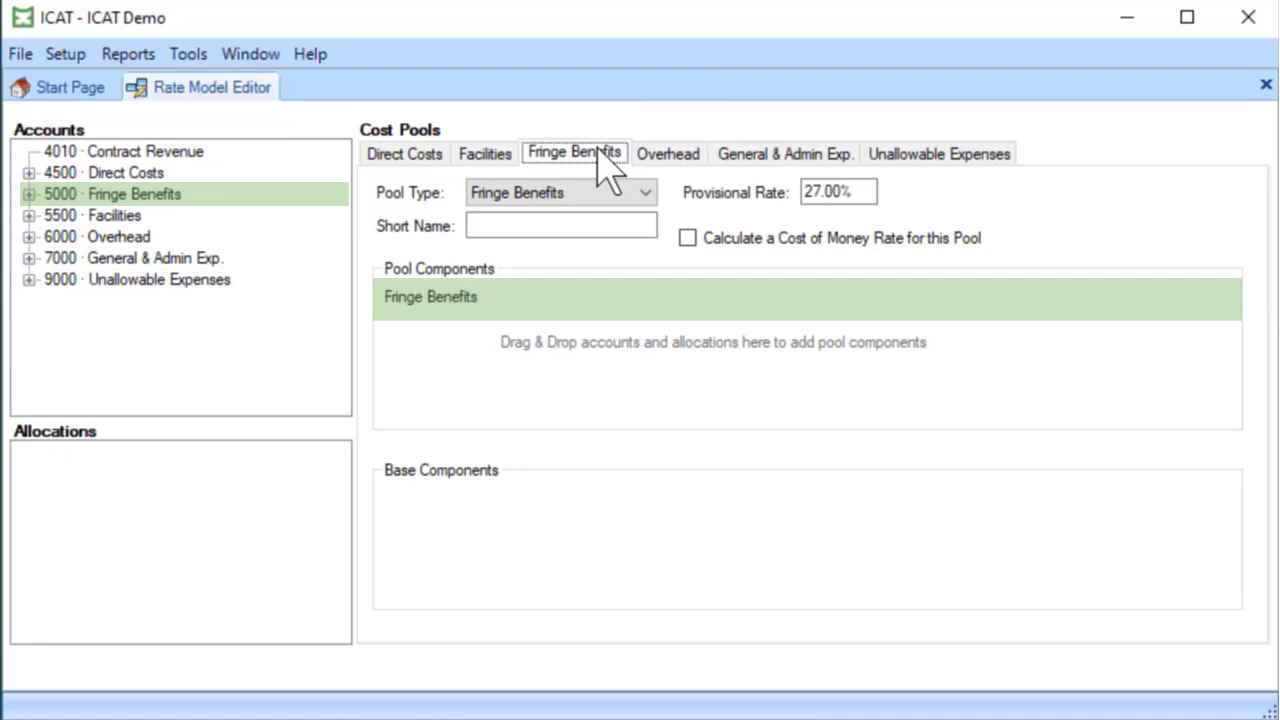 ICAT - ICAT Demo
File Setup Reports Tools Window Help
Start Page Rate Model Editor
Accounts
4010 · Contract Revenue
4500 · Direct Costs
5000 · Fringe Benefits
5500 · Facilities
6000 · Overhead
7000 · General & Admin Exp.
9000 · Unallowable Expenses
Allocations
Cost Pools
Direct Costs Facilities Fringe Benefits Overhead General & Admin Exp. Unallowable Expenses
Pool Type: Fringe Benefits Provisional Rate: 27.00%
Short Name:
Calculate a Cost of Money Rate for this Pool
Pool Components
Fringe Benefits
Drag & Drop accounts and allocations here to add pool components
Base Components